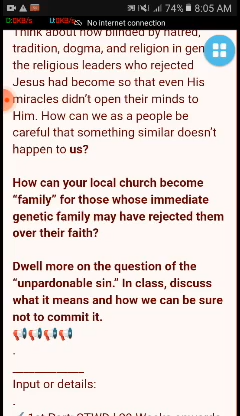 0:0KB/s U:0KB/s No internet connection 74% 8:05 AM
Think about how blinded by hatred,
tradition, dogma, and religion in gen
the religious leaders who rejected
Jesus had become so that even His
miracles didn't open their minds to
Him. How can we as a people be
careful that something similar doesn't
happen to us?
How can your local church become
"family" for those whose immediate
genetic family may have rejected them
over their faith?
Dwell more on the question of the
"unpardonable sin." In class, discuss
what it means and how we can be sure
not to commit it.
.
Input or details:
.